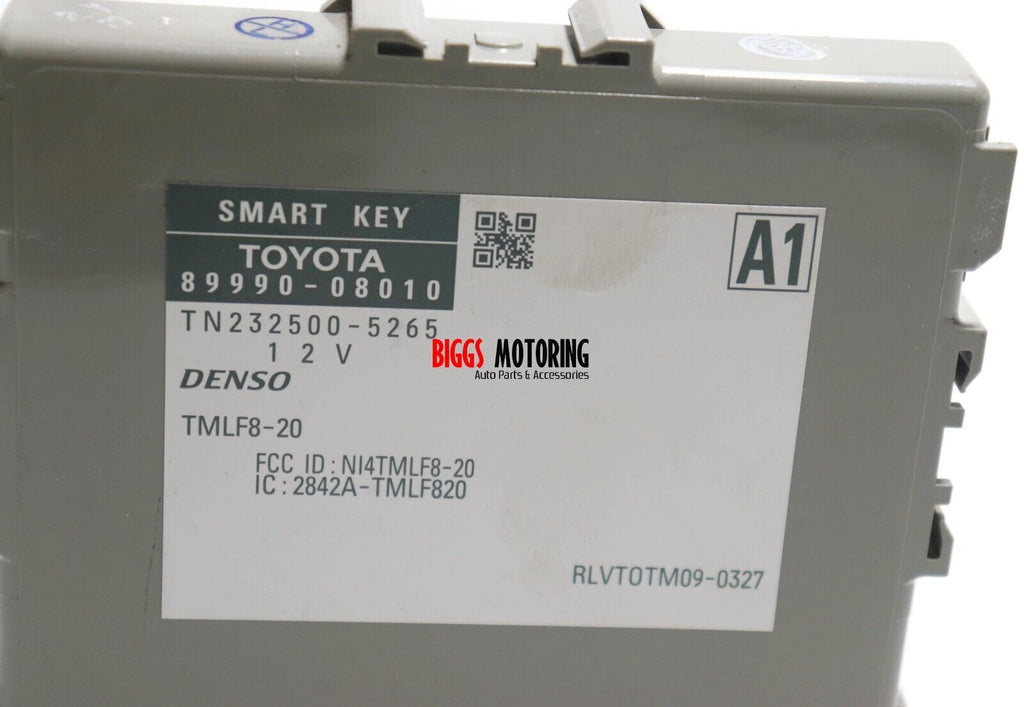 SMART KEY
TOYOTA
89990-08010
A1
TN232500-5265
12V
BIGGS MOTORING
Auto Parts & Accessories
DENSO
TMLF8-20
FCC ID : NI4TMLF8-20
IC : 2842A-TMLF820
RLVTOTM09-0327